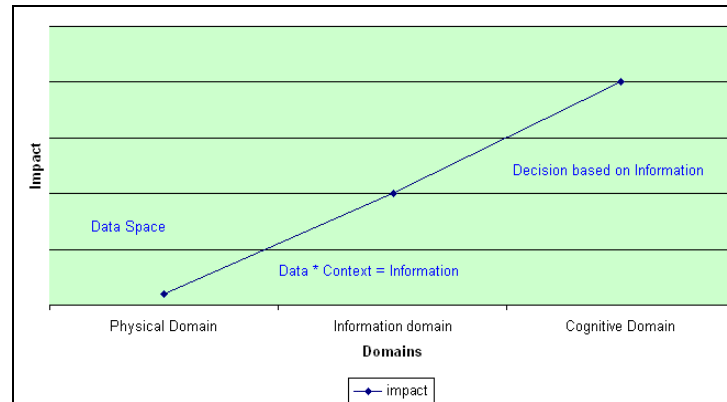 Impact
Decision based on Information
Data Space
Data * Context = Information
Physical Domain
Information domain
Cognitive Domain
Domains
impact